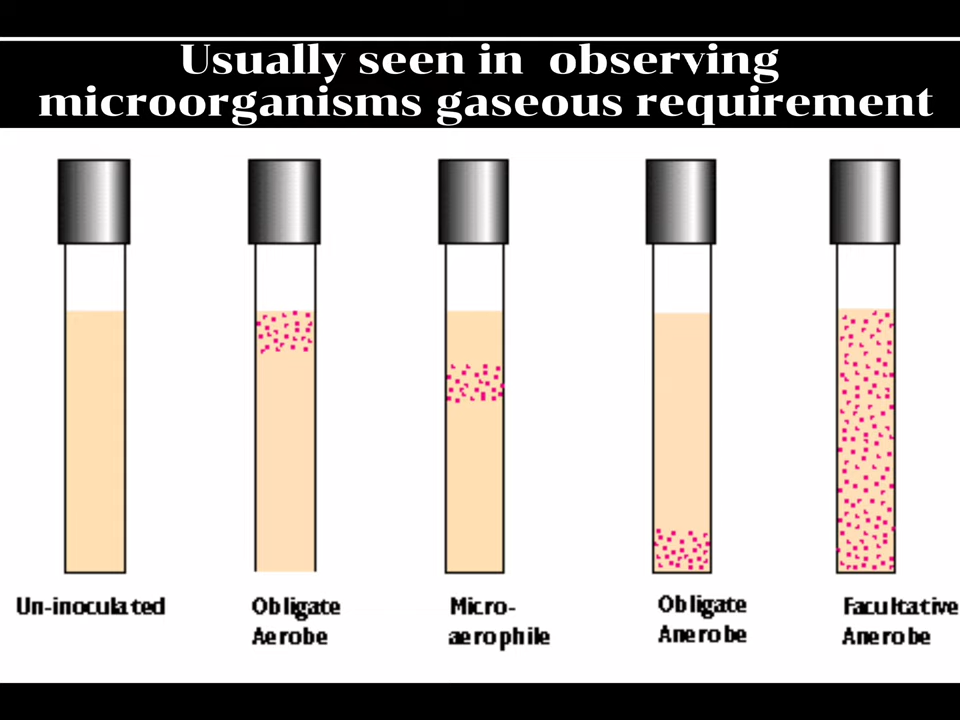 Usually seen in observing
microorganisms gaseous requirement
Un-inoculated
Obligate
Aerobe
Micro-
aerophile
Obligate
Anerobe
Facultative
Anerobe